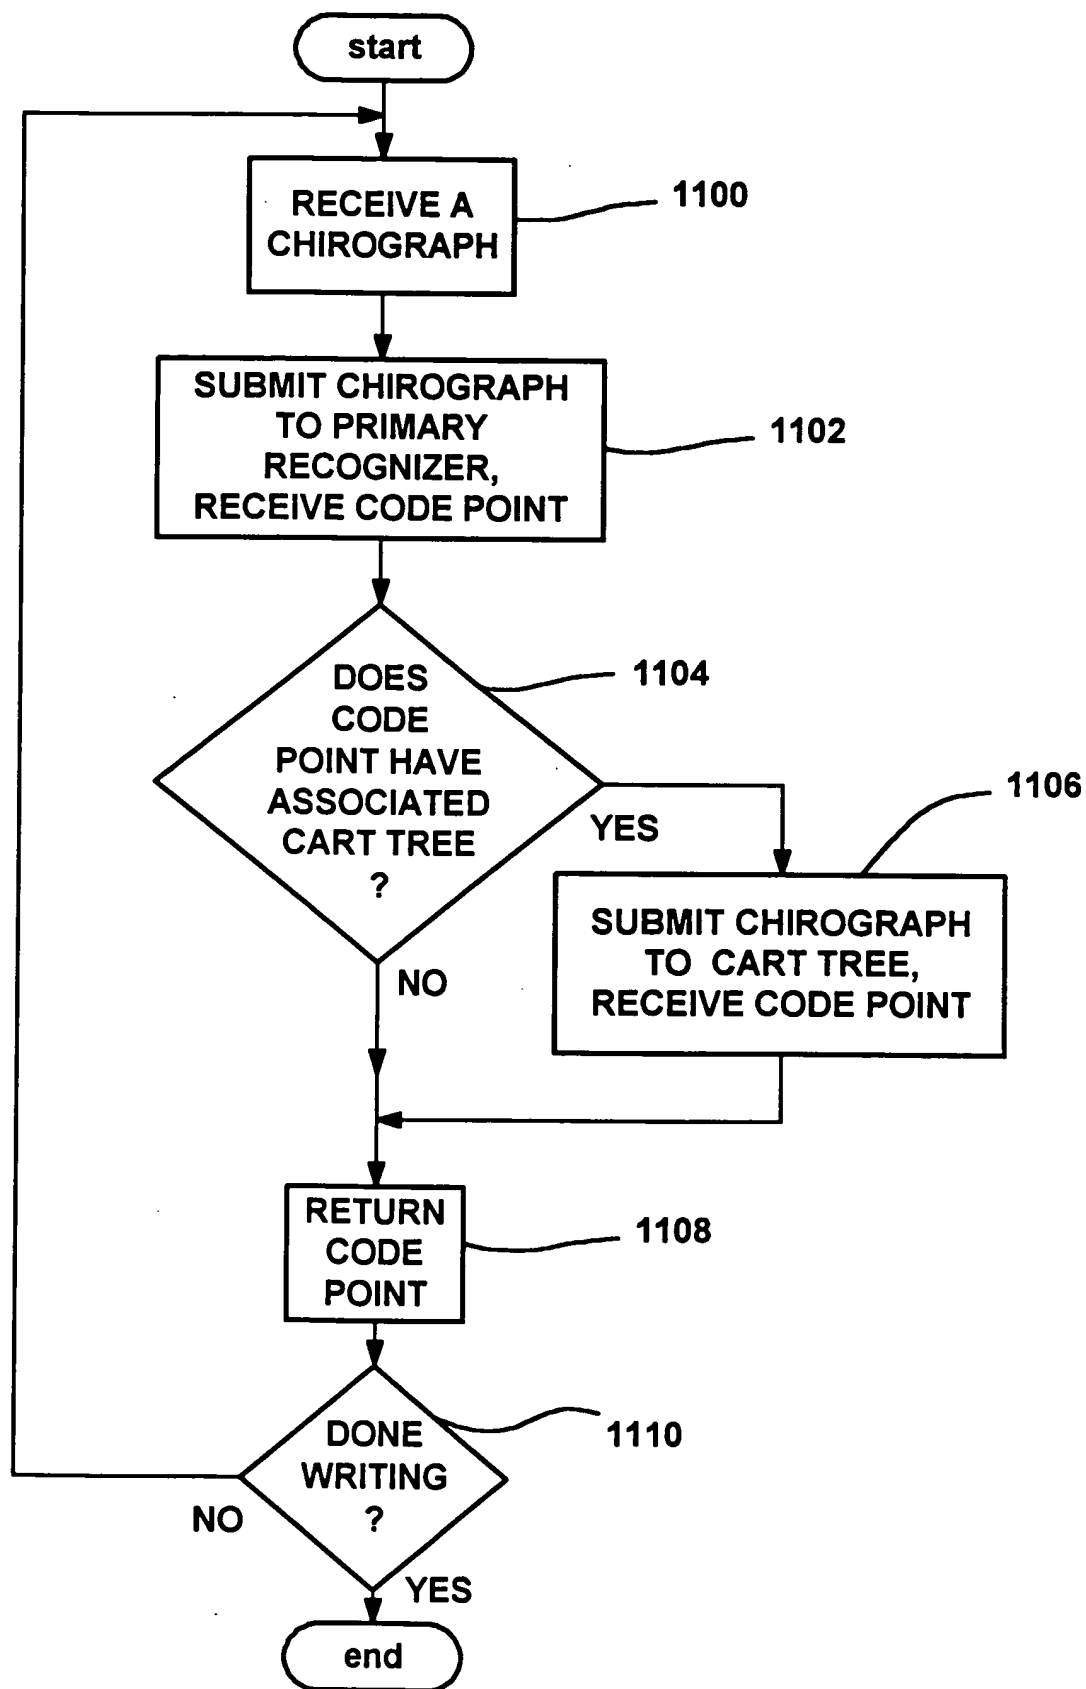 start
RECEIVE A
CHIROGRAPH
1100
SUBMIT CHIROGRAPH
TO PRIMARY
RECOGNIZER,
RECEIVE CODE POINT
1102
DOES
CODE
POINT HAVE
ASSOCIATED
CART TREE
?
1104
YES
NO
1106
SUBMIT CHIROGRAPH
TO CART TREE,
RECEIVE CODE POINT
RETURN
CODE
POINT
1108
DONE
WRITING
?
1110
NO
YES
end